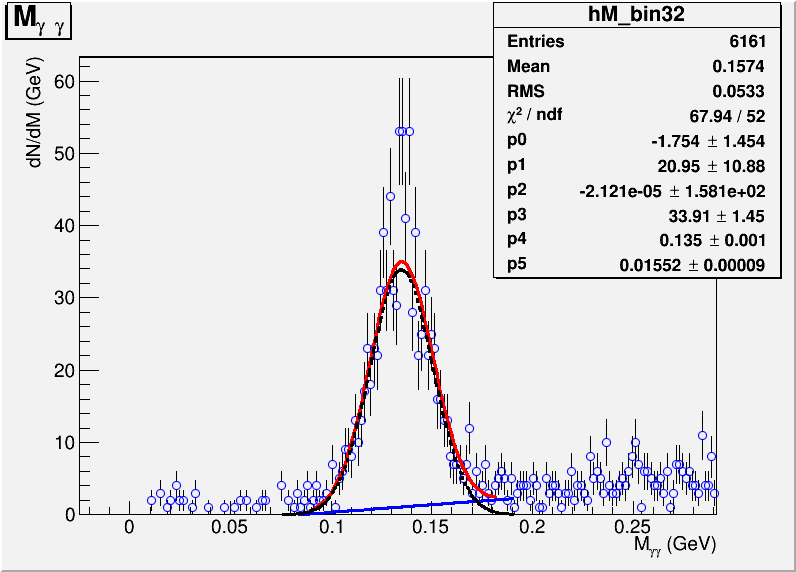 M γ γ
hM_bin32
Entries 6161
Mean 0.1574
RMS 0.0533
χ² / ndf 67.94 / 52
p0 -1.754 ± 1.454
p1 20.95 ± 10.88
p2 -2.121e-05 ± 1.581e+02
p3 33.91 ± 1.45
p4 0.135 ± 0.001
p5 0.01552 ± 0.00009
dN/dM (GeV)
60
50
40
30
20
10
0
0 0.05 0.1 0.15 0.2 0.25
Mγγ (GeV)